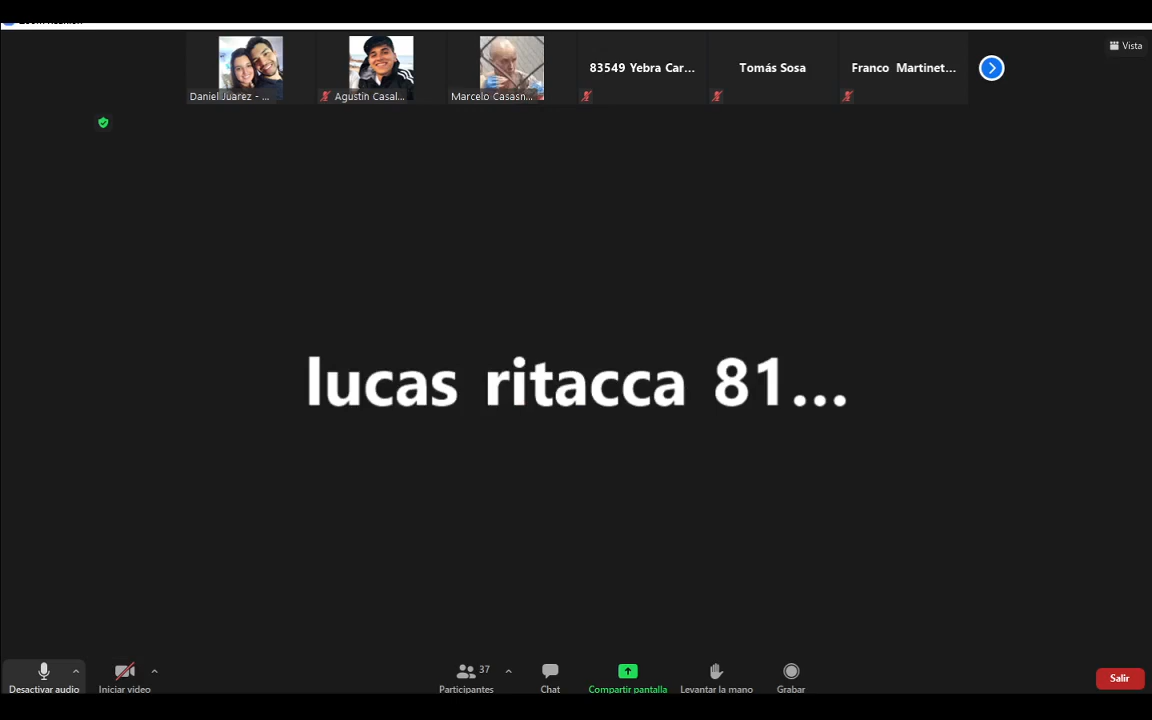 Vista
Daniel Juarez - ...
Agustin Casal...
Marcelo Casasn...
83549 Yebra Car...
Tomás Sosa
Franco Martinet...
lucas ritacca 81...
Desactivar audio
Iniciar video
Participantes
37
Chat
Compartir pantalla
Levantar la mano
Grabar
Salir